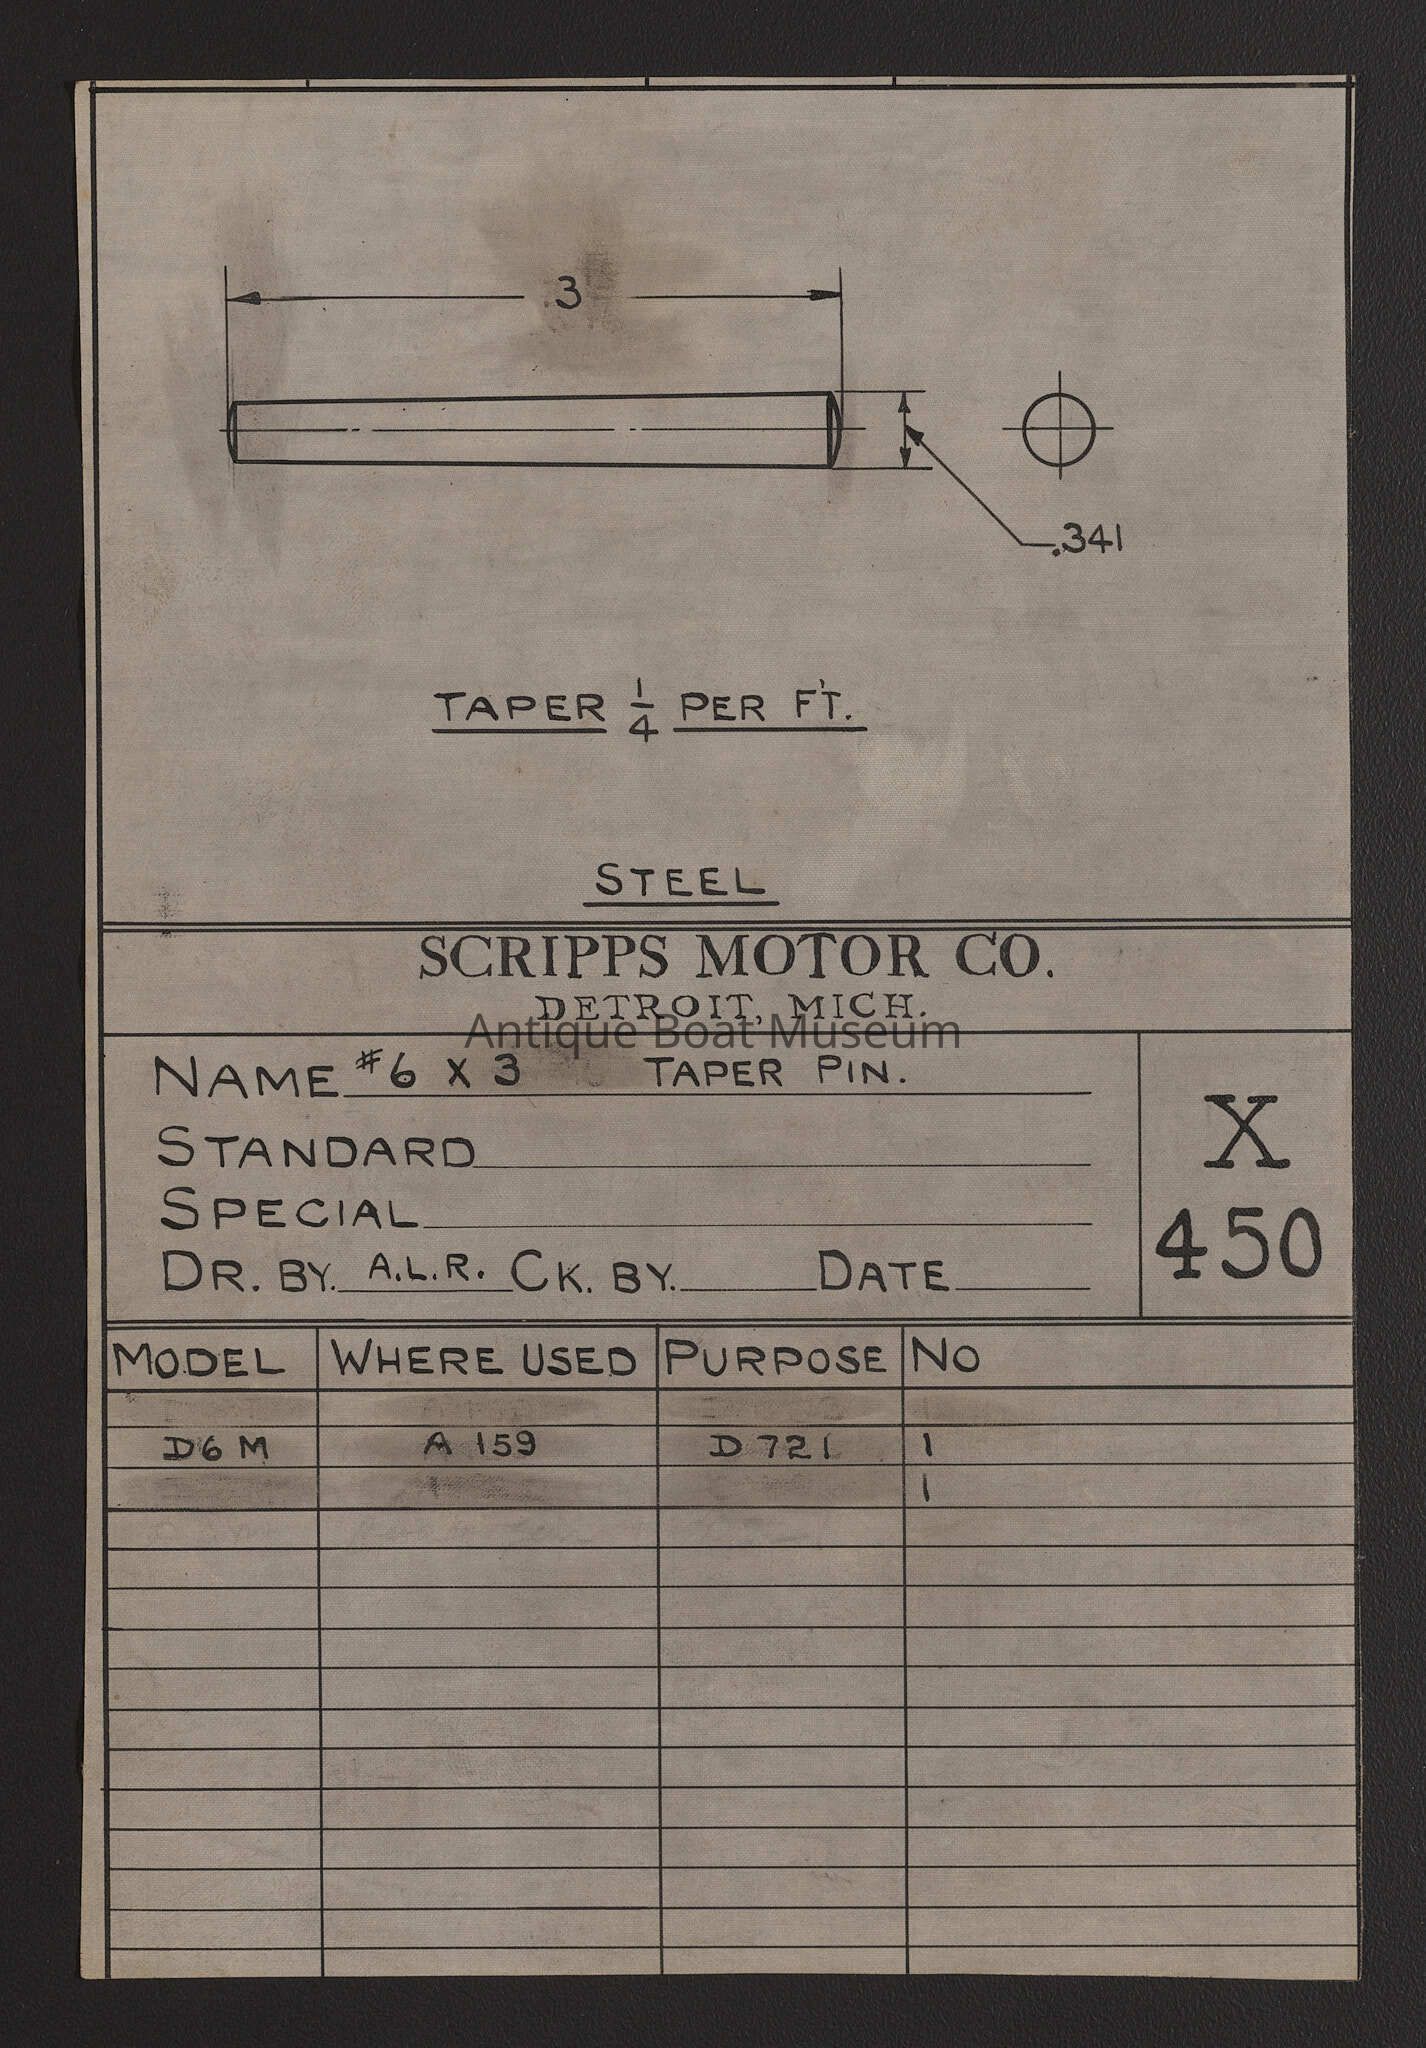 3
.341
TAPER 1/4 PER FT.
STEEL
SCRIPPS MOTOR CO.
DETROIT, MICH.
Antique Boat Museum
NAME #6 X 3 TAPER PIN.
STANDARD
SPECIAL
DR. BY. A.L.R. CK. BY. DATE
X
450
MODEL WHERE USED PURPOSE NO
D6M A 159 D 721 1
1